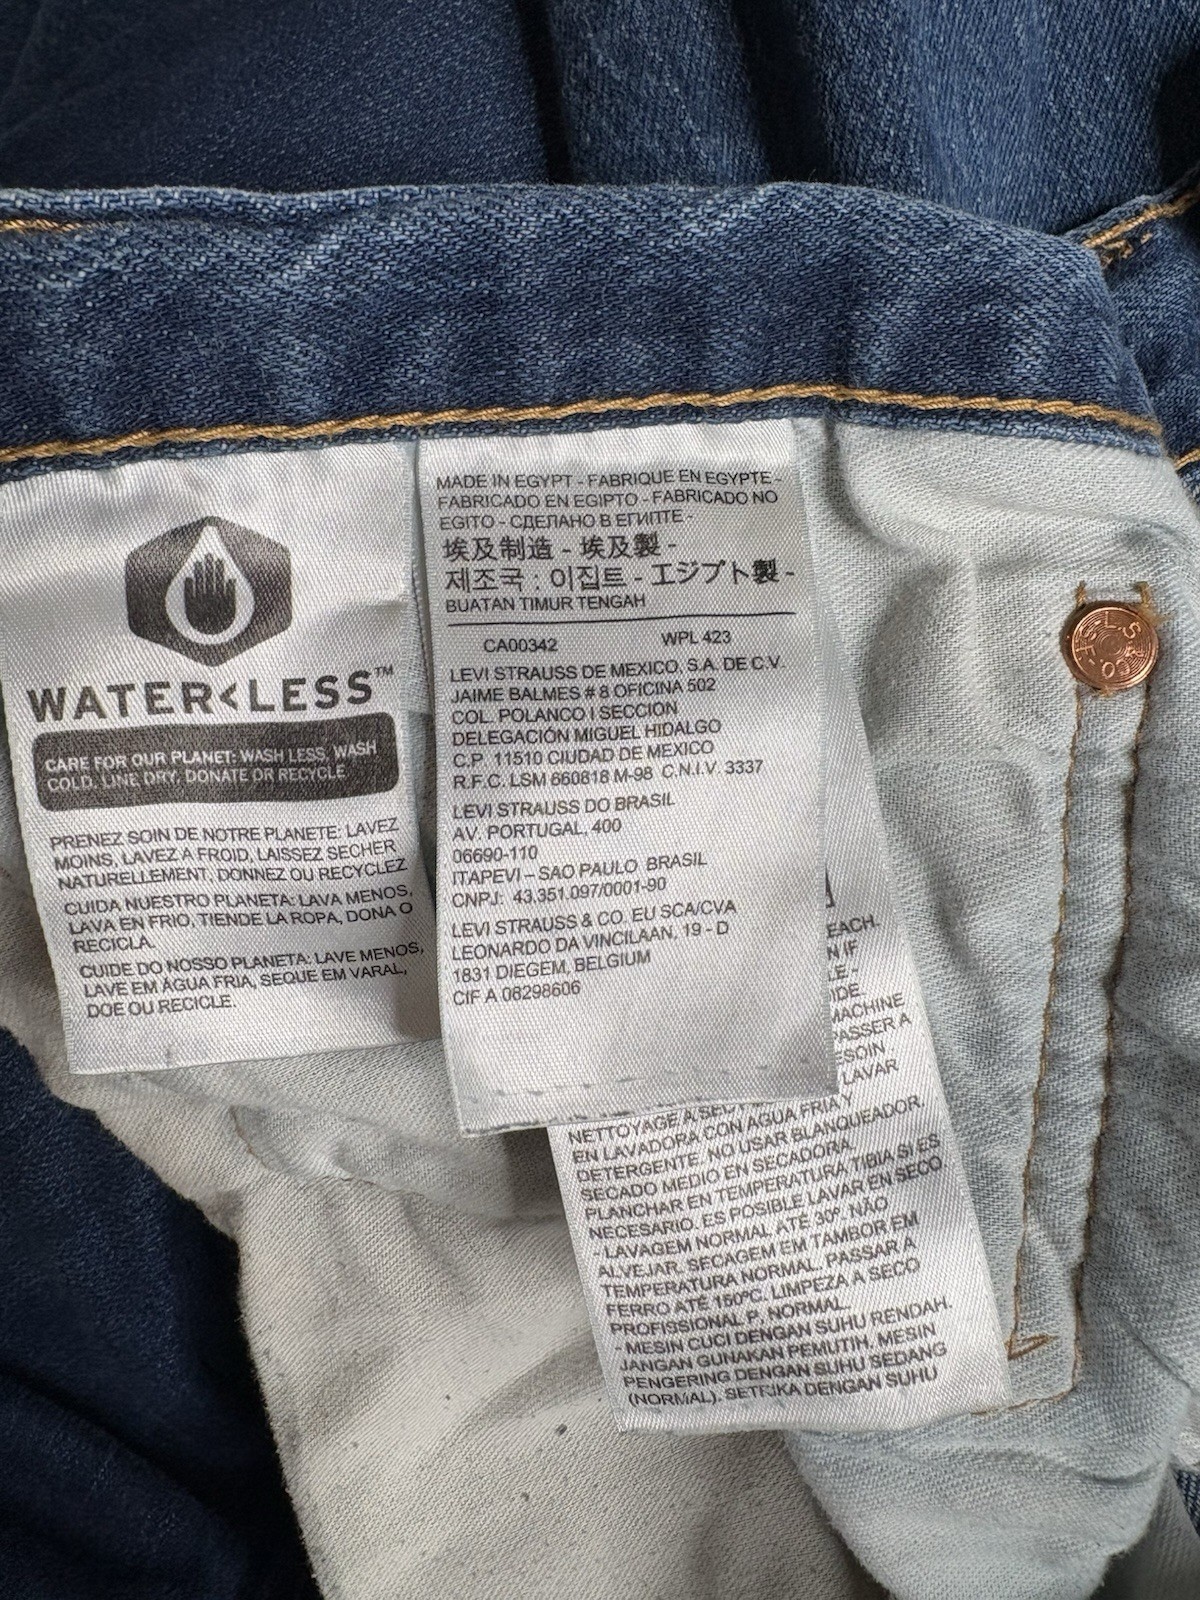 WATER<LESS™
CARE FOR OUR PLANET: WASH LESS, WASH
COLD, LINE DRY, DONATE OR RECYCLE
PRENEZ SOIN DE NOTRE PLANETE: LAVEZ
MOINS, LAVEZ A FROID, LAISSEZ SECHER
NATURELLEMENT, DONNEZ OU RECYCLEZ
CUIDA NUESTRO PLANETA: LAVA MENOS,
LAVA EN FRIO, TIENDE LA ROPA, DONA O
RECICLA.
CUIDE DO NOSSO PLANETA: LAVE MENOS,
LAVE EM ÁGUA FRIA, SEQUE EM VARAL,
DOE OU RECICLE.
MADE IN EGYPT - FABRIQUE EN EGYPTE -
FABRICADO EN EGIPTO - FABRICADO NO
EGITO - СДЕЛАНО В ЕГИПТЕ -
埃及制造 - 埃及製 -
제조국 : 이집트 - エジプト製 -
BUATAN TIMUR TENGAH
CA00342 WPL 423
LEVI STRAUSS DE MEXICO, S.A. DE C.V.
JAIME BALMES # 8 OFICINA 502
COL. POLANCO I SECCION
DELEGACIÓN MIGUEL HIDALGO
C.P. 11510 CIUDAD DE MEXICO
R.F.C. LSM 660818 M-98 C.N.I.V. 3337
LEVI STRAUSS DO BRASIL
AV. PORTUGAL, 400
06690-110
ITAPEVI – SAO PAULO BRASIL
CNPJ: 43.351.097/0001-90
LEVI STRAUSS & CO. EU SCA/CVA
LEONARDO DA VINCILAAN, 19 - D
1831 DIEGEM, BELGIUM
CIF A 08298606
EACH.
N IF
LE -
IDE
MACHINE
ASSER A
ESOIN
LAVAR
NETTOYAGE A SEC
EN LAVADORA CON AGUA FRIA Y
DETERGENTE. NO USAR BLANQUEADOR.
SECADO MEDIO EN SECADORA.
PLANCHAR EN TEMPERATURA TIBIA SI ES
NECESARIO. ES POSIBLE LAVAR EN SECO
- LAVAGEM NORMAL ATÉ 30º. NÃO
ALVEJAR. SECAGEM EM TAMBOR EM
TEMPERATURA NORMAL. PASSAR A
FERRO ATÉ 150ºC. LIMPEZA A SECO
PROFISSIONAL P, NORMAL.
- MESIN CUCI DENGAN SUHU RENDAH.
JANGAN GUNAKAN PEMUTIH. MESIN
PENGERING DENGAN SUHU SEDANG
(NORMAL). SETRIKA DENGAN SUHU
L.S. & CO.